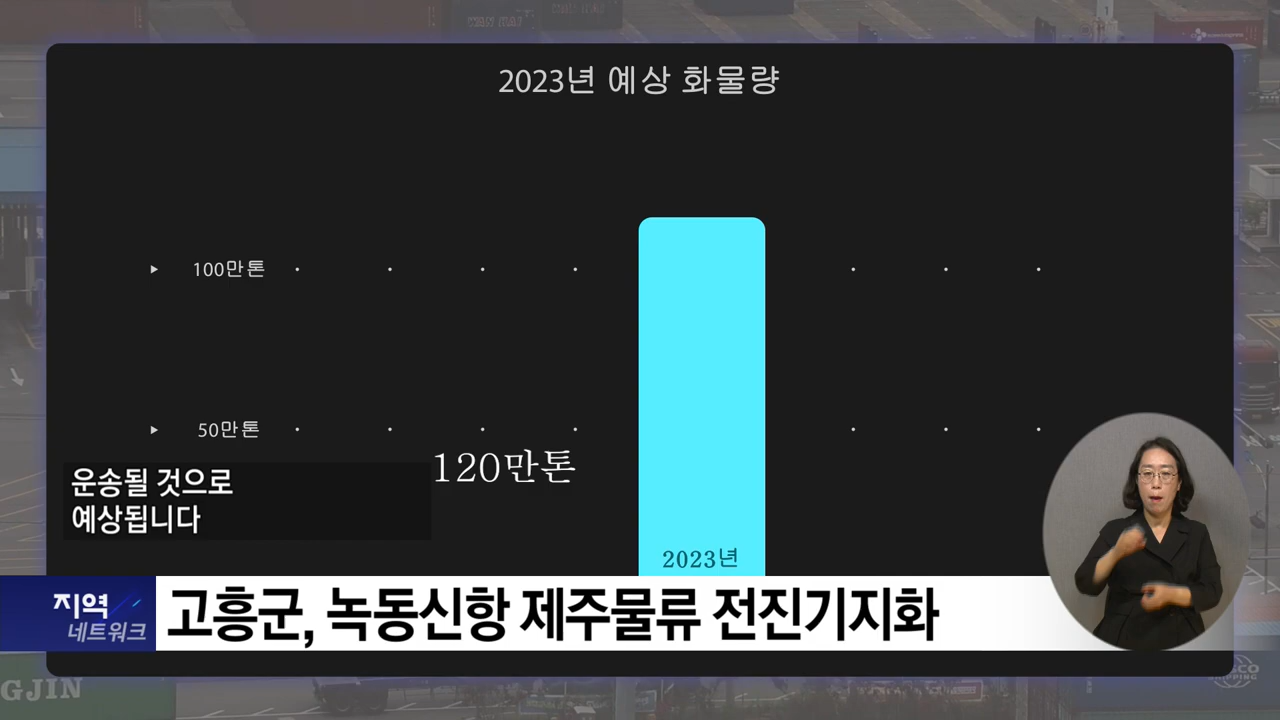 2023년 예상 화물량
▶ 100만톤
▶ 50만톤
120만톤
운송될 것으로
예상됩니다
2023년
지역
네트워크
고흥군, 녹동신항 제주물류 전진기지화
GJIN
SHIPPING